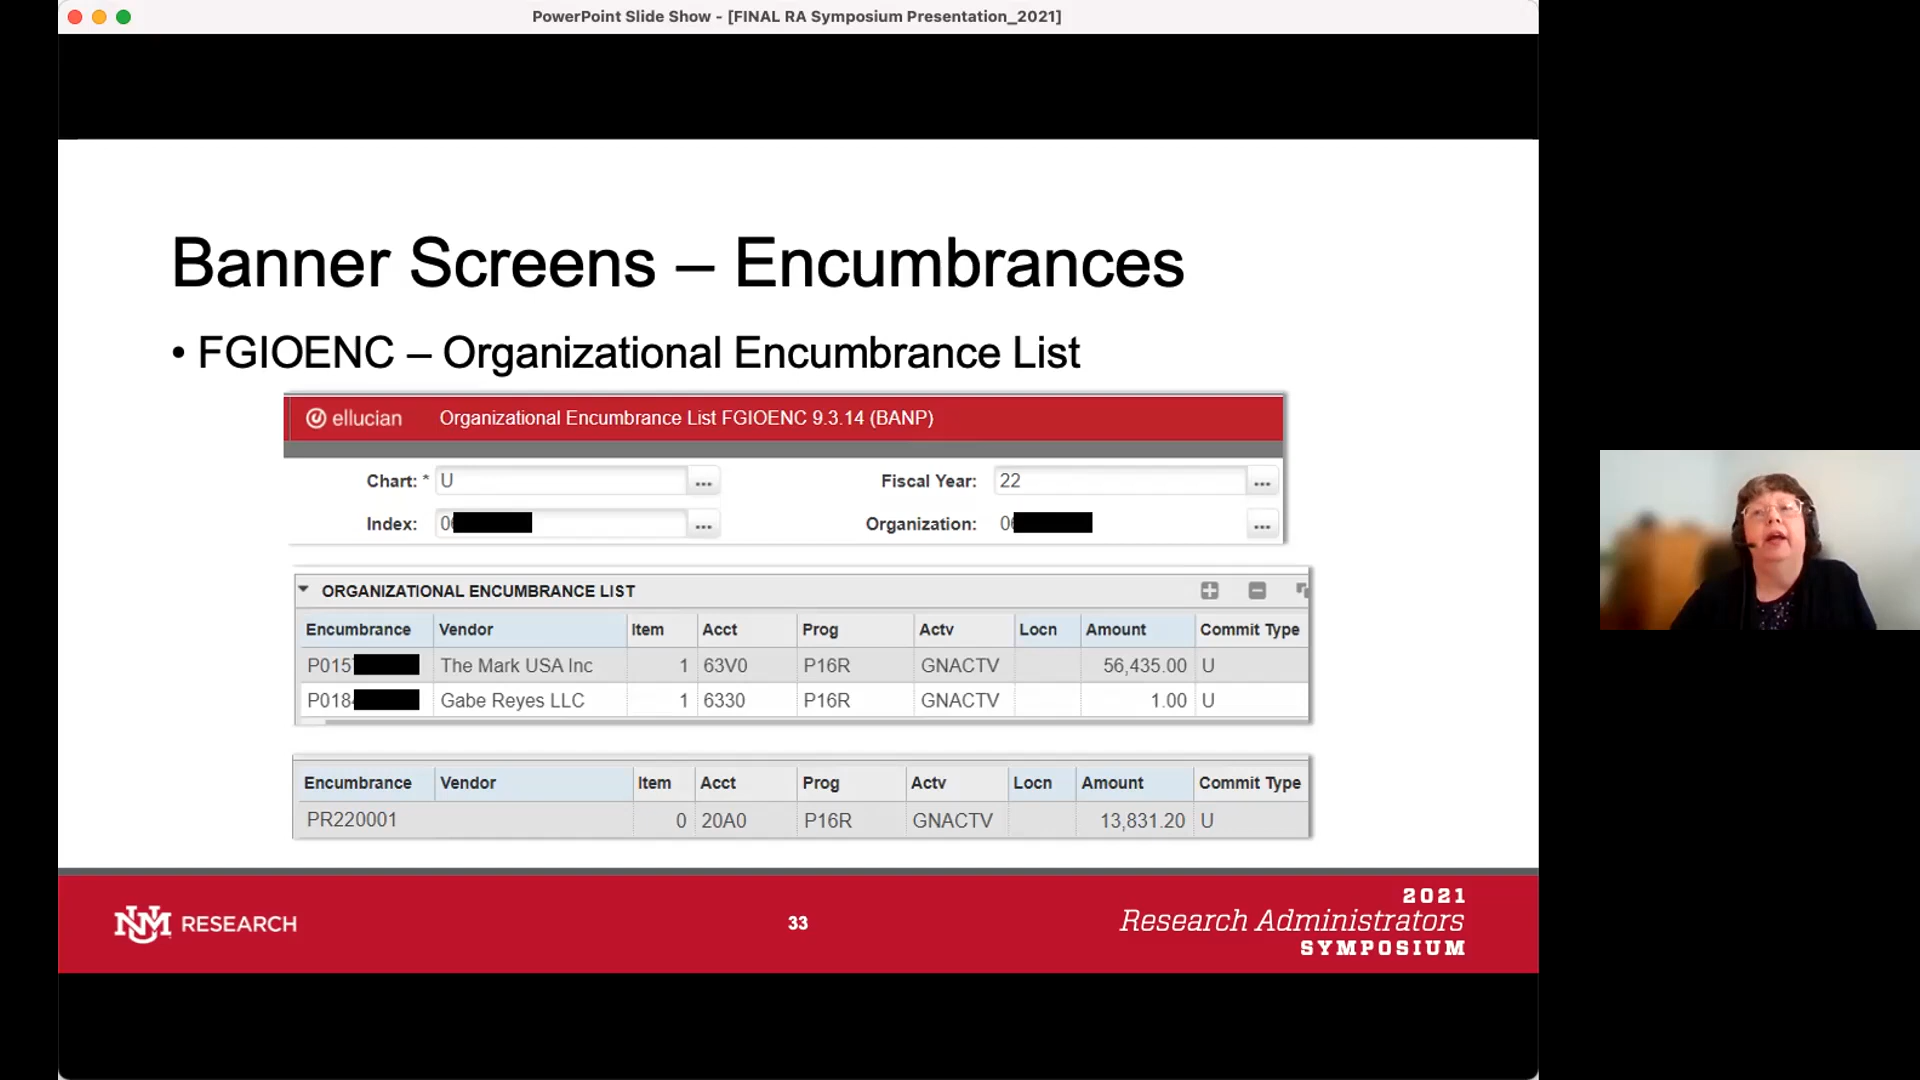 PowerPoint Slide Show - [FINAL RA Symposium Presentation_2021]
Banner Screens – Encumbrances
• FGIOENC – Organizational Encumbrance List
ellucian Organizational Encumbrance List FGIOENC 9.3.14 (BANP)
Chart: * U ... Fiscal Year: 22 ...
Index: 0 ... Organization: 0 ...
ORGANIZATIONAL ENCUMBRANCE LIST
Encumbrance Vendor Item Acct Prog Actv Locn Amount Commit Type
P015 The Mark USA Inc 1 63V0 P16R GNACTV 56,435.00 U
P018 Gabe Reyes LLC 1 6330 P16R GNACTV 1.00 U
Encumbrance Vendor Item Acct Prog Actv Locn Amount Commit Type
PR220001 0 20A0 P16R GNACTV 13,831.20 U
UNM RESEARCH
33
2021
Research Administrators
SYMPOSIUM